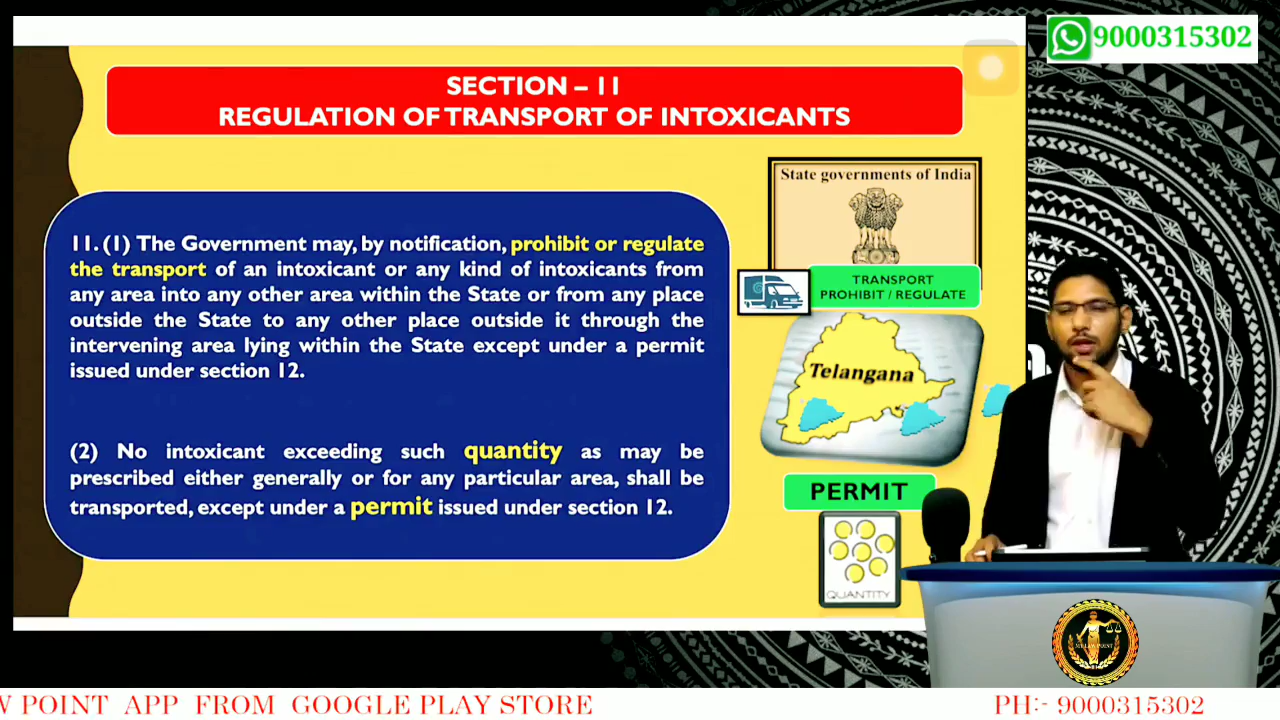 9000315302
SECTION – 11
REGULATION OF TRANSPORT OF INTOXICANTS
State governments of India
11. (1) The Government may, by notification, prohibit or regulate
the transport of an intoxicant or any kind of intoxicants from
any area into any other area within the State or from any place
outside the State to any other place outside it through the
intervening area lying within the State except under a permit
issued under section 12.
TRANSPORT
PROHIBIT / REGULATE
Telangana
(2) No intoxicant exceeding such quantity as may be
prescribed either generally or for any particular area, shall be
transported, except under a permit issued under section 12.
PERMIT
QUANTITY
MY LAW POINT
POINT APP FROM GOOGLE PLAY STORE
PH:- 9000315302